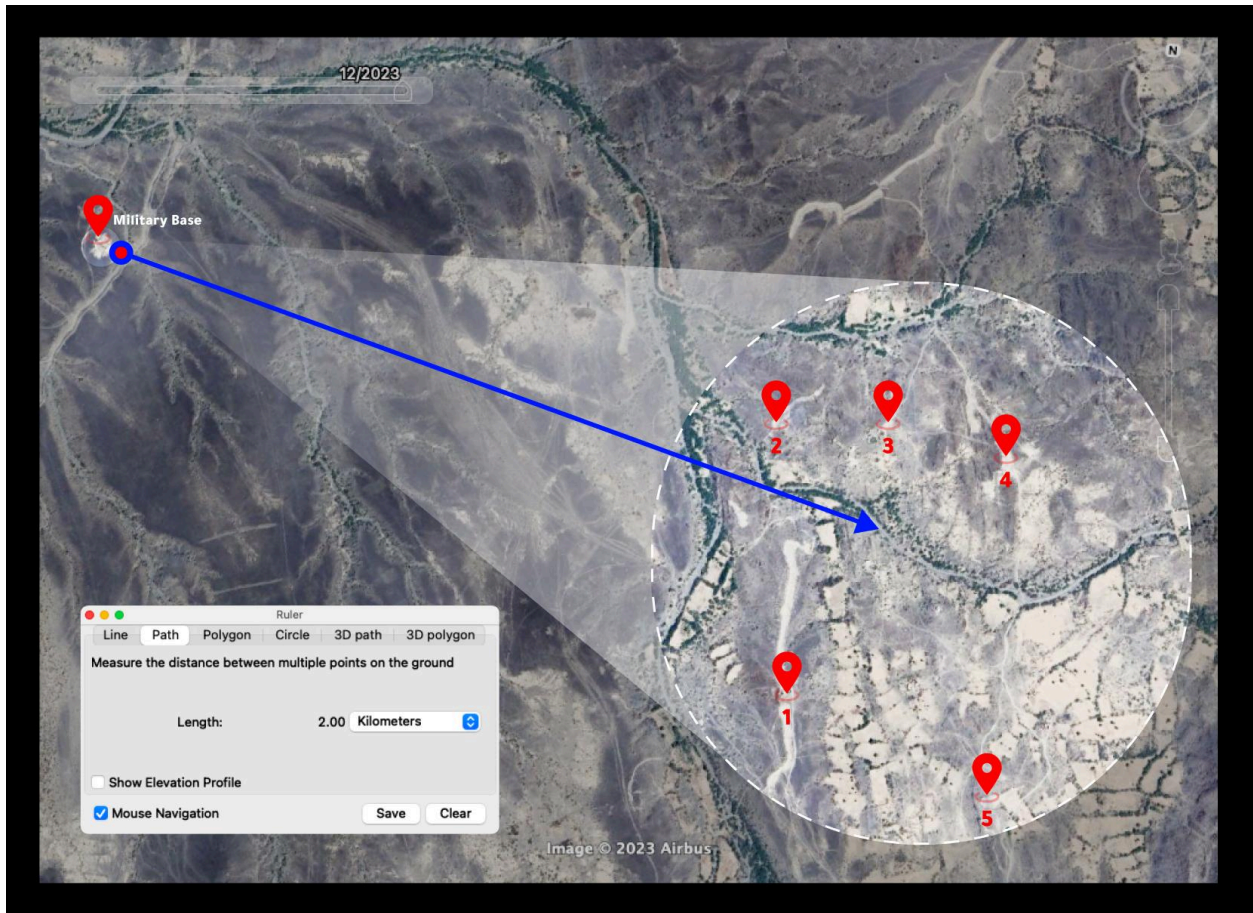 12/2023
N
Military Base
2
3
4
1
5
Ruler
Line Path Polygon Circle 3D path 3D polygon
Measure the distance between multiple points on the ground
Length: 2.00 Kilometers
Show Elevation Profile
Mouse Navigation Save Clear
Image © 2023 Airbus